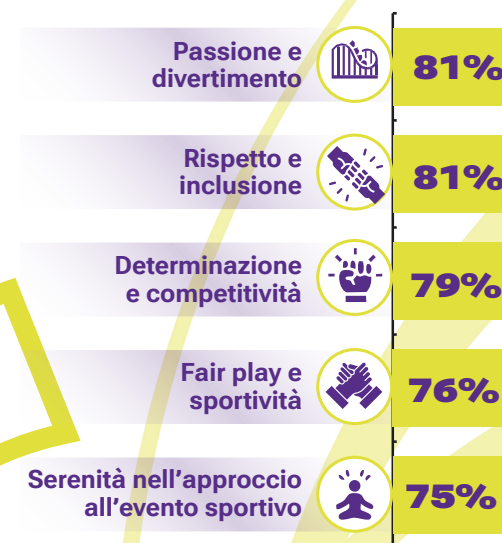 Passione e
divertimento
81%
Rispetto e
inclusione
81%
Determinazione
e competitività
79%
Fair play e
sportività
76%
Serenità nell'approccio
all'evento sportivo
75%